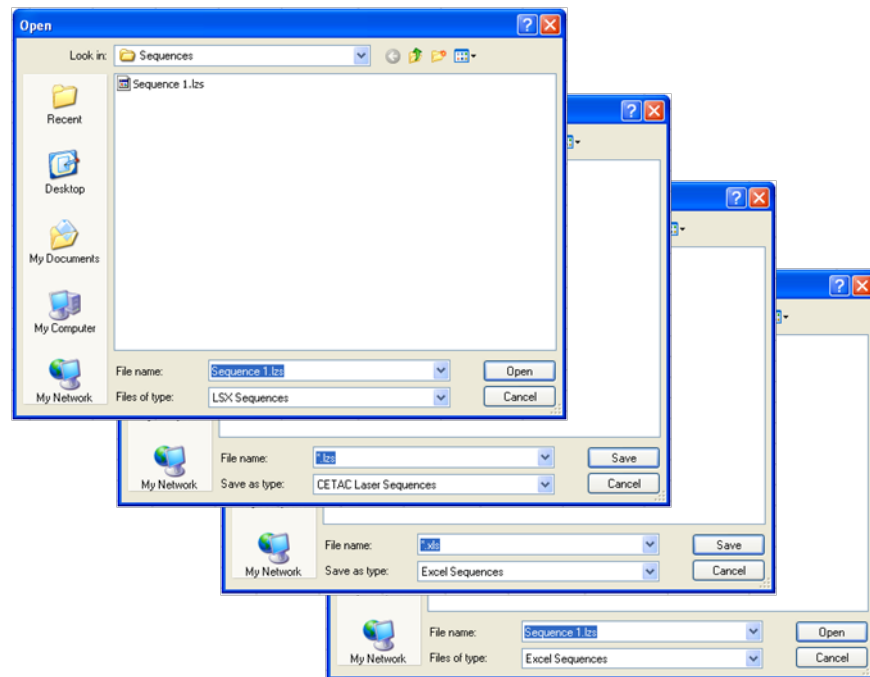 Open
Look in: Sequences
Sequence 1.lzs
Recent
Desktop
My Documents
My Computer
My Network
File name: Sequence 1.lzs Open
Files of type: LSX Sequences Cancel
My Network
File name: *.lzs Save
Save as type: CETAC Laser Sequences Cancel
My Network
File name: *.xls Save
Save as type: Excel Sequences Cancel
My Network
File name: Sequence 1.lzs Open
Files of type: Excel Sequences Cancel